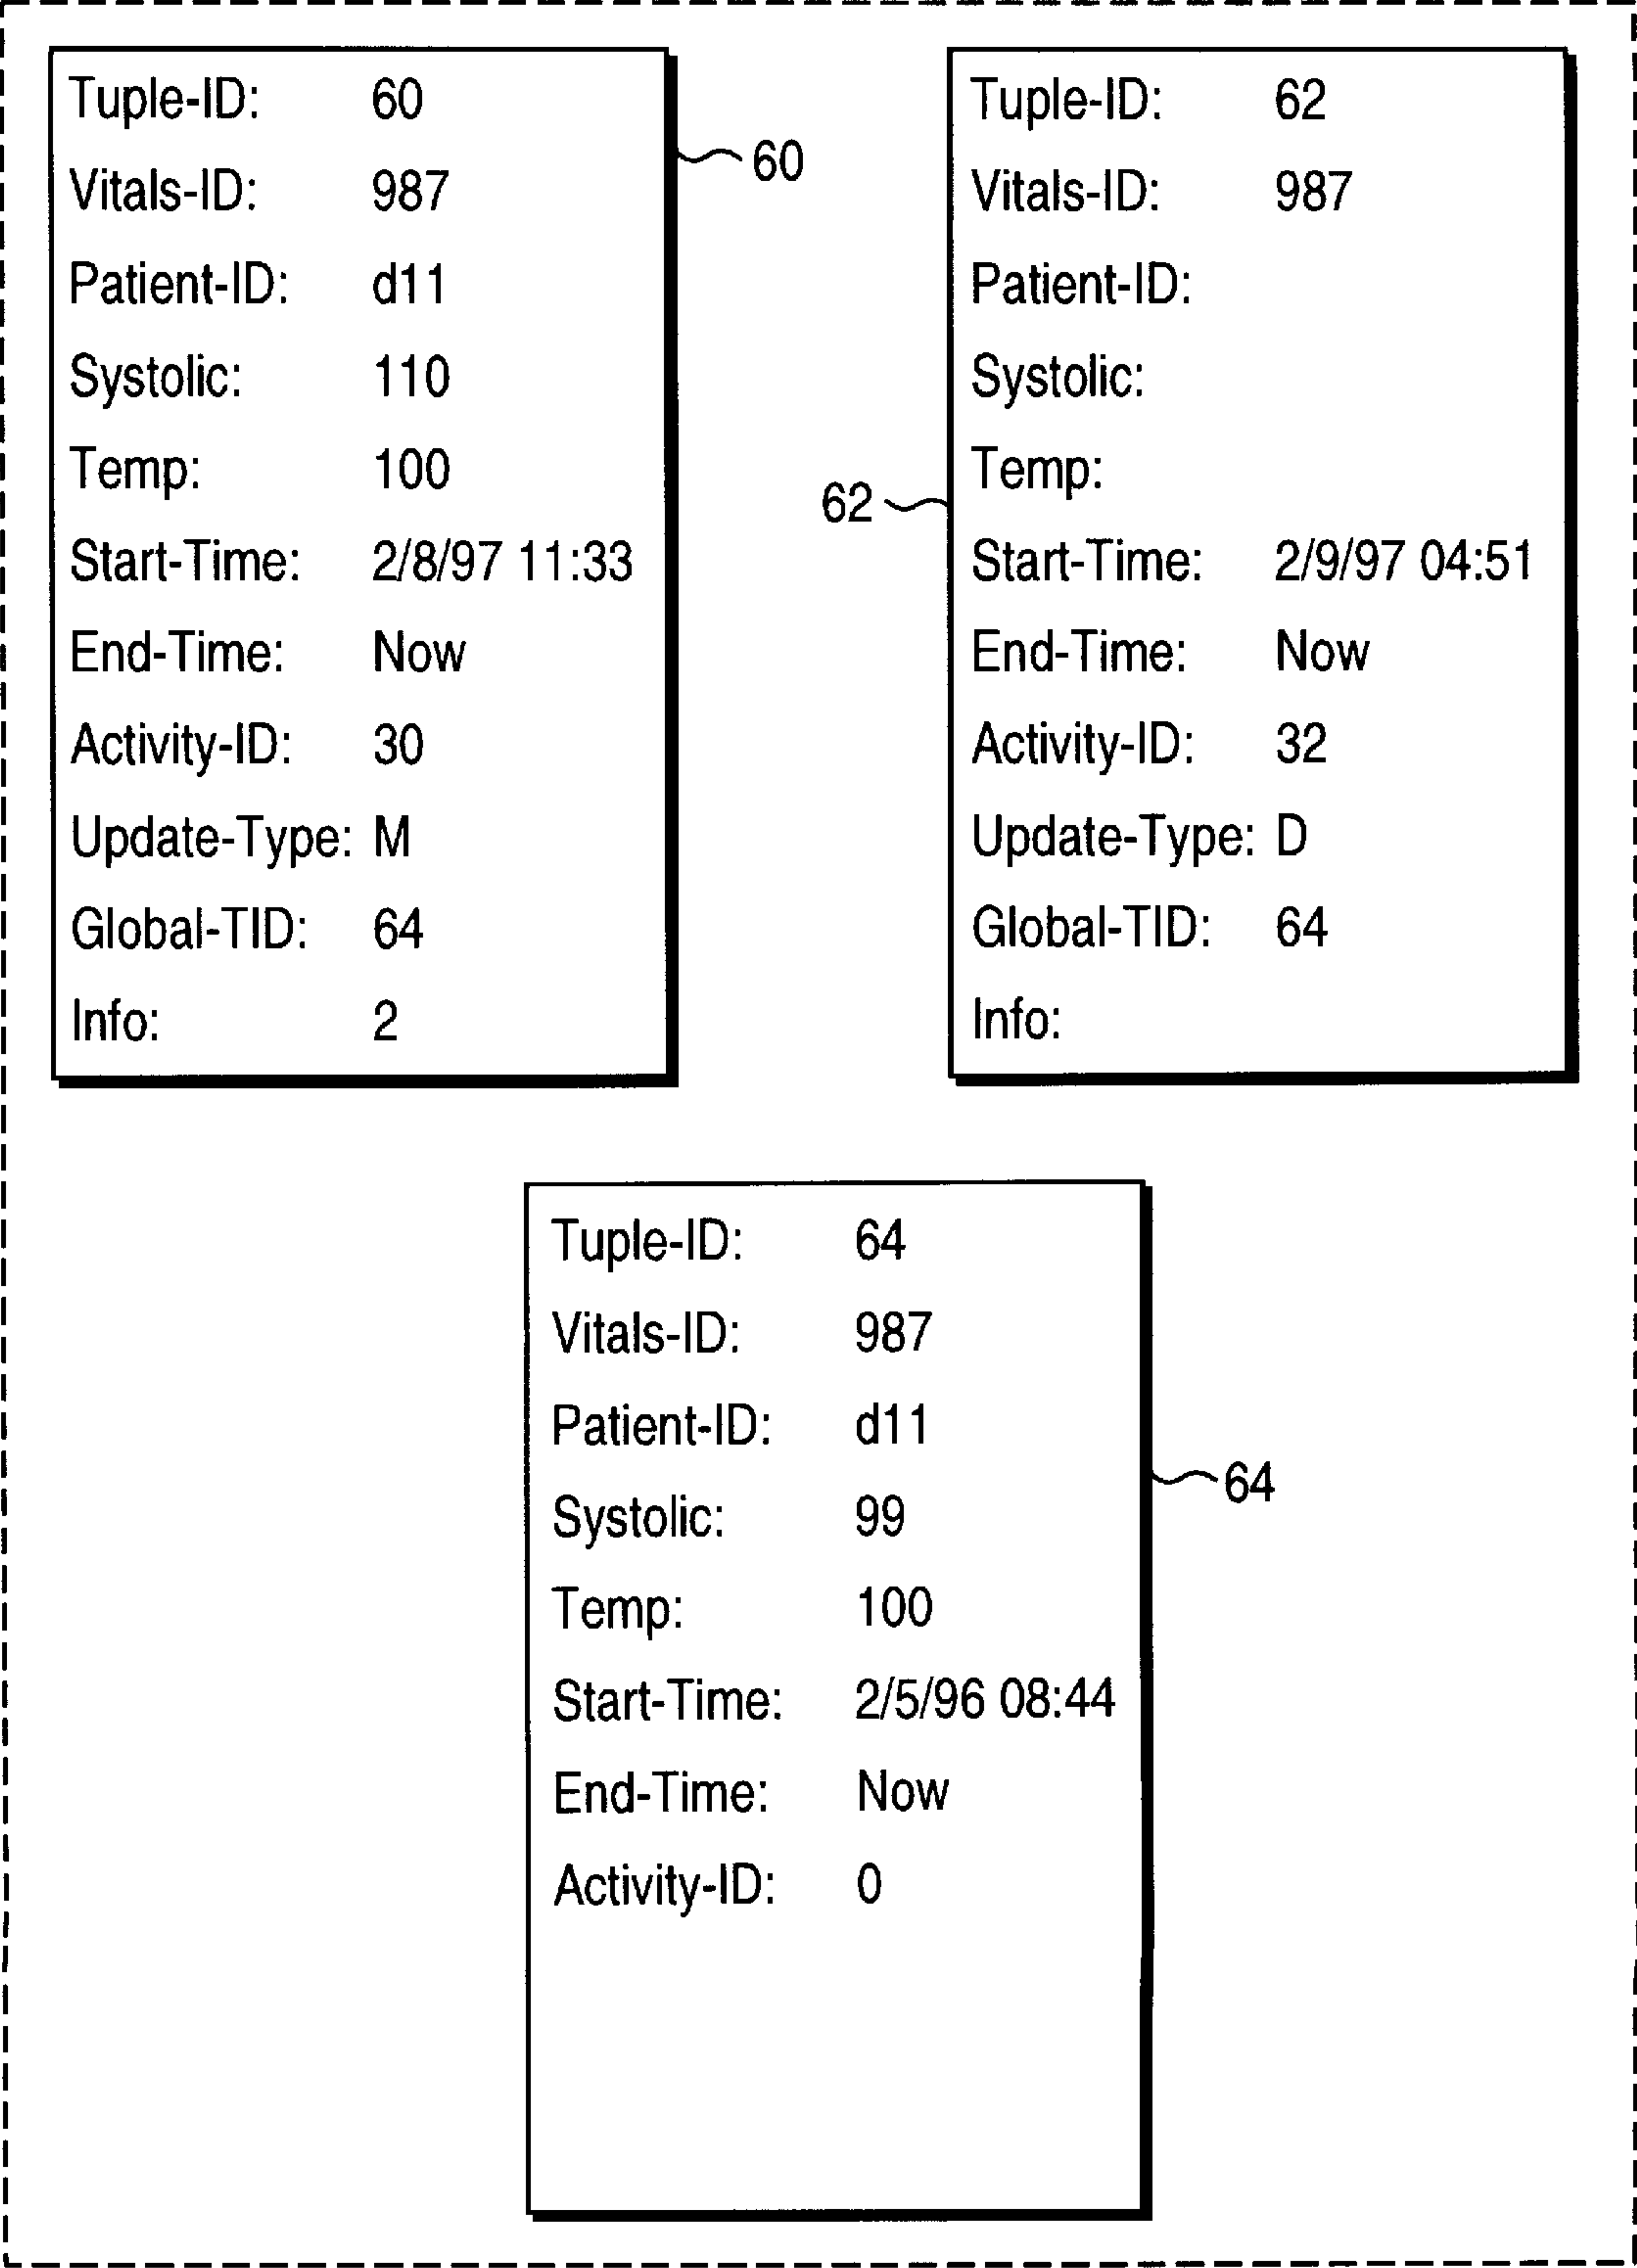 Tuple-ID: 60
Vitals-ID: 987
Patient-ID: d11
Systolic: 110
Temp: 100
Start-Time: 2/8/97 11:33
End-Time: Now
Activity-ID: 30
Update-Type: M
Global-TID: 64
Info: 2
60
Tuple-ID: 62
Vitals-ID: 987
Patient-ID:
Systolic:
Temp:
Start-Time: 2/9/97 04:51
End-Time: Now
Activity-ID: 32
Update-Type: D
Global-TID: 64
Info:
62
Tuple-ID: 64
Vitals-ID: 987
Patient-ID: d11
Systolic: 99
Temp: 100
Start-Time: 2/5/96 08:44
End-Time: Now
Activity-ID: 0
64